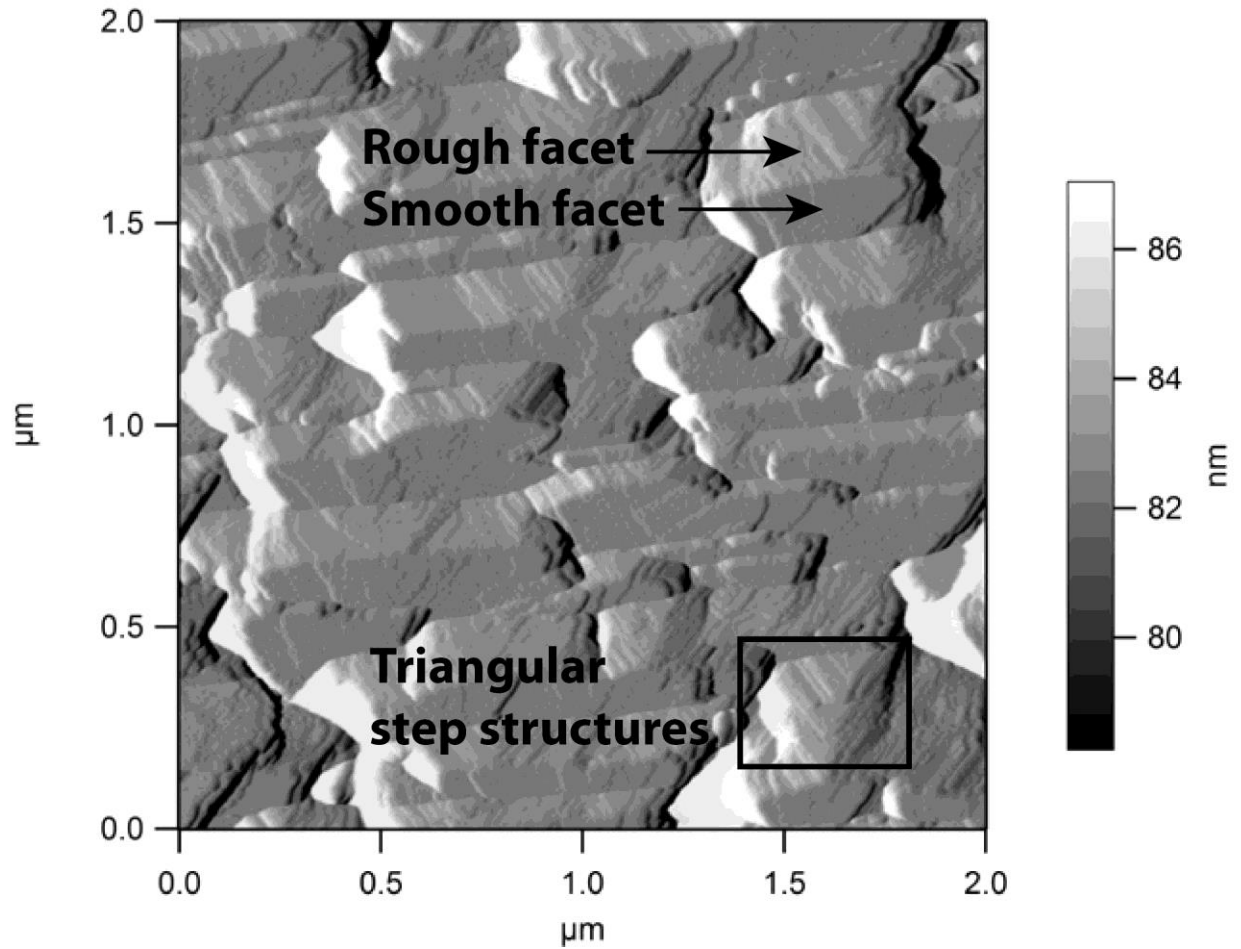 2.0
1.5
1.0
0.5
0.0
µm
Rough facet
Smooth facet
Triangular
step structures
0.0 0.5 1.0 1.5 2.0
µm
86
84
82
80
nm